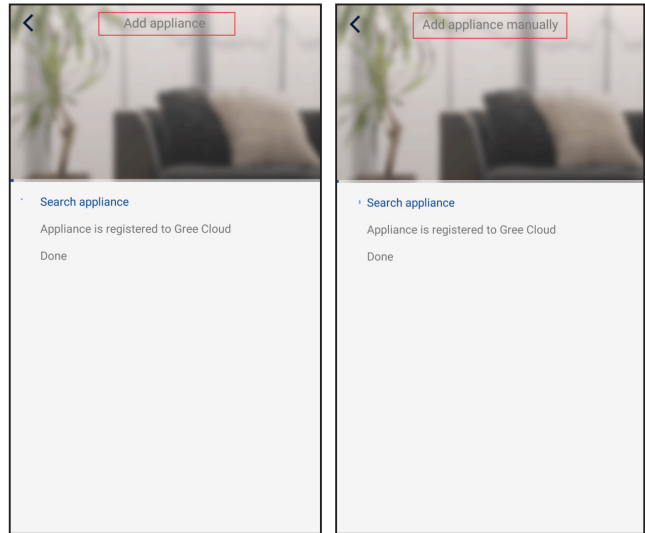 Add appliance
Search appliance
Appliance is registered to Gree Cloud
Done
Add appliance manually
Search appliance
Appliance is registered to Gree Cloud
Done